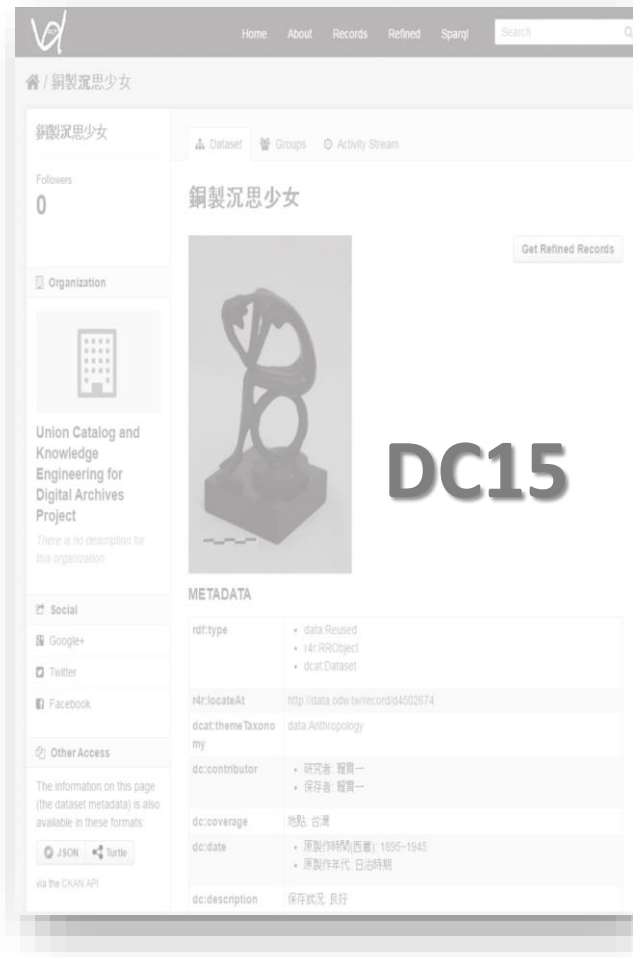 Home About Records Refined Sparql Search
/ 銅製沉思少女
銅製沉思少女
Followers
0
Organization
Union Catalog and
Knowledge
Engineering for
Digital Archives
Project
There is no description for
this organization
Social
Google+
Twitter
Facebook
Other Access
The information on this page
(the dataset metadata) is also
available in these formats:
JSON Turtle
via the CKAN API
Dataset Groups Activity Stream
銅製沉思少女
Get Refined Records
DC15
METADATA
rdf:type
• data:Reused
• r4r:RRObject
• dcat:Dataset
r4r:locateAt http://data.odw.tw/record/d4502674
dcat:themeTaxono data:Anthropology
my
dc:contributor
• 研究者: 賴貫一
• 保存者: 賴貫一
dc:coverage 地點: 台灣
dc:date
• 原製作時間(西曆): 1895~1945
• 原製作年代: 日治時期
dc:description 保存狀況: 良好